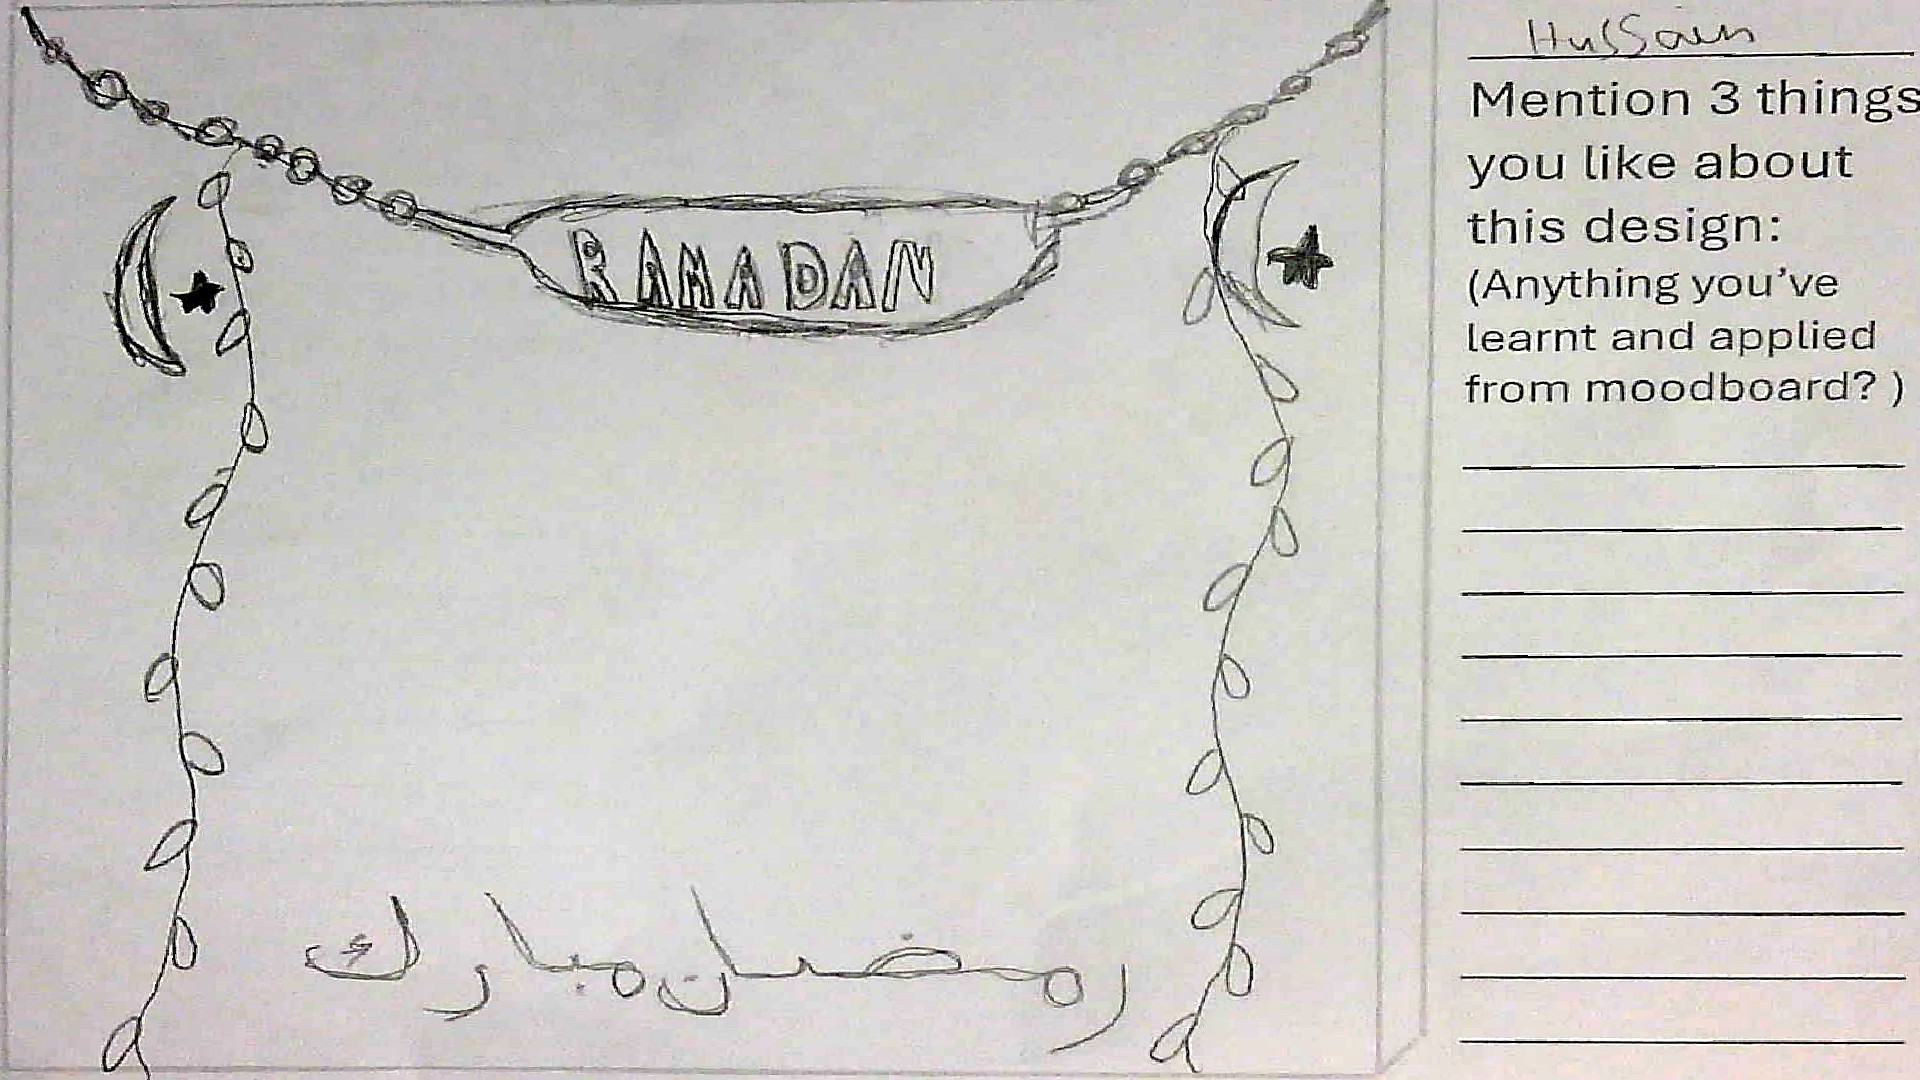 Hussain
RAMADAN
Mention 3 things
you like about
this design:
(Anything you've
learnt and applied
from moodboard? )
رمضان مبارك